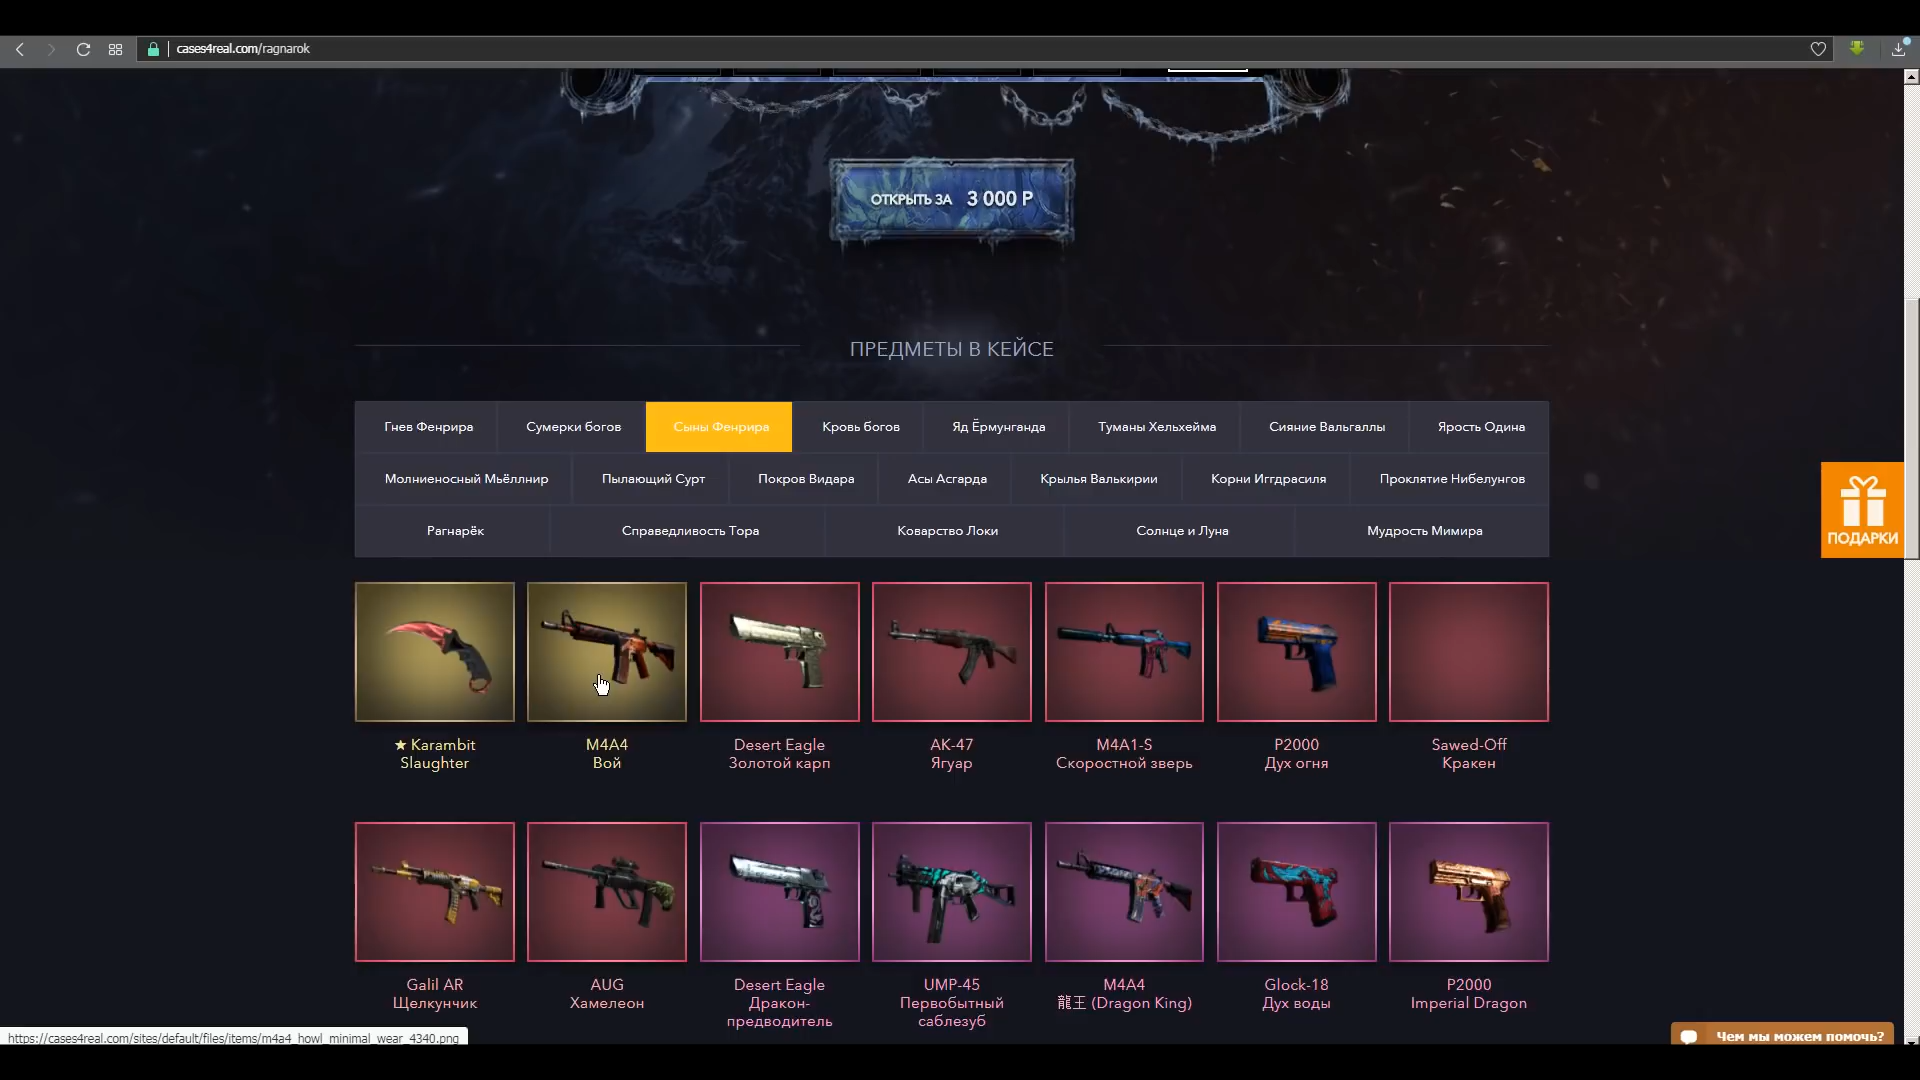 cases4real.com/ragnarok
ОТКРЫТЬ ЗА 3 000 Р
ПРЕДМЕТЫ В КЕЙСЕ
Гнев Фенрира
Сумерки богов
Сыны Фенрира
Кровь богов
Яд Ёрмунганда
Туманы Хельхейма
Сияние Вальгаллы
Ярость Одина
Молниеносный Мьёллнир
Пылающий Сурт
Покров Видара
Асы Асгарда
Крылья Валькирии
Корни Иггдрасиля
Проклятие Нибелунгов
Рагнарёк
Справедливость Тора
Коварство Локи
Солнце и Луна
Мудрость Мимира
ПОДАРКИ
★ Karambit
Slaughter
M4A4
Вой
Desert Eagle
Золотой карп
AK-47
Ягуар
M4A1-S
Скоростной зверь
P2000
Дух огня
Sawed-Off
Кракен
Galil AR
Щелкунчик
AUG
Хамелеон
Desert Eagle
Дракон-
предводитель
UMP-45
Первобытный
саблезуб
M4A4
龍王 (Dragon King)
Glock-18
Дух воды
P2000
Imperial Dragon
https://cases4real.com/sites/default/files/items/m4a4_howl_minimal_wear_4340.png
Чем мы можем помочь?